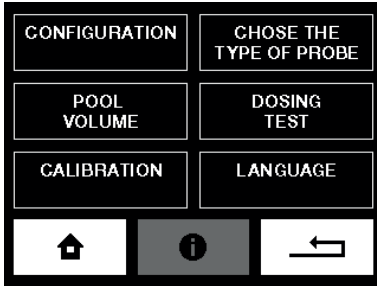 CONFIGURATION
CHOSE THE
TYPE OF PROBE
POOL
VOLUME
DOSING
TEST
CALIBRATION
LANGUAGE